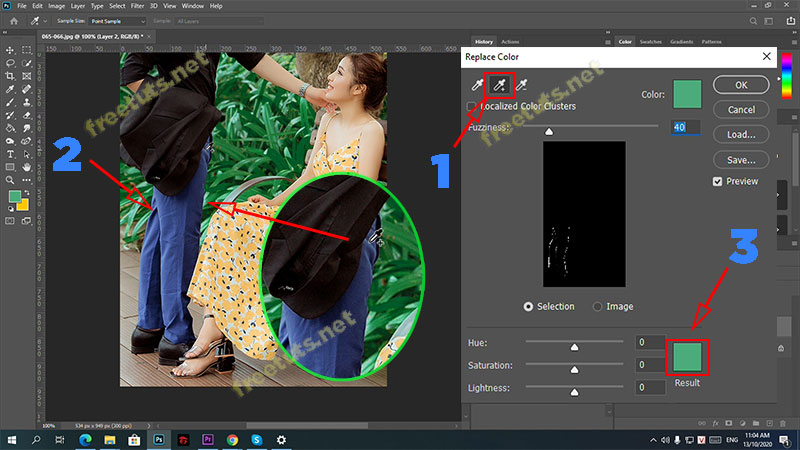 Ps File Edit Image Layer Type Select Filter 3D View Window Help
Sample Size: Point Sample Sample: All Layers
065-066.jpg @ 100% (Layer 2, RGB/8) *
History Actions
Color Swatches Gradients Patterns
Replace Color
Localized Color Clusters
Color:
OK
Fuzziness: 40
Cancel
Load...
Save...
Preview
1
2
3
Selection Image
Hue: 0
Saturation: 0
Lightness: 0
Result
freetuts.net
freetuts.net
freetuts.net
100% 534 px x 949 px (300 ppi)
ENG
11:04 AM
13/10/2020